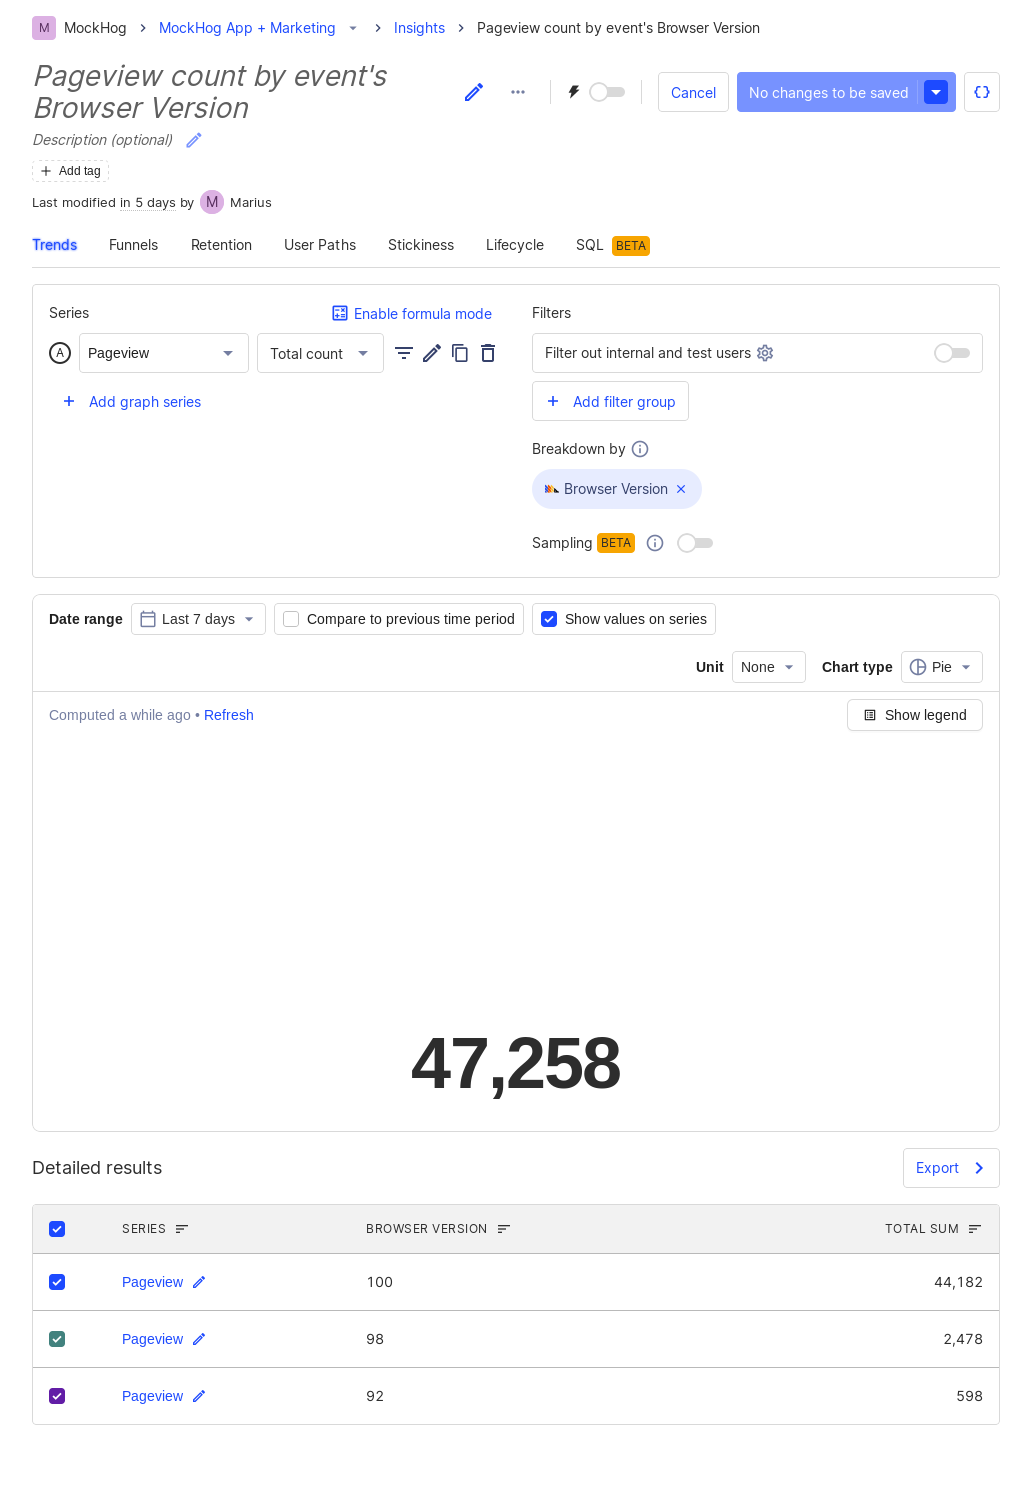 M MockHog MockHog App + Marketing Insights Pageview count by event's Browser Version
Pageview count by event's
Browser Version
Cancel No changes to be saved
Description (optional)
Add tag
Last modified in 5 days by M Marius
Trends Funnels Retention User Paths Stickiness Lifecycle SQL BETA
Series Enable formula mode
A Pageview Total count
Add graph series
Filters
Filter out internal and test users
Add filter group
Breakdown by
Browser Version
Sampling BETA
Date range Last 7 days Compare to previous time period Show values on series
Unit None Chart type Pie
Computed a while ago • Refresh Show legend
47,258
Detailed results Export
SERIES BROWSER VERSION TOTAL SUM
Pageview 100 44,182
Pageview 98 2,478
Pageview 92 598